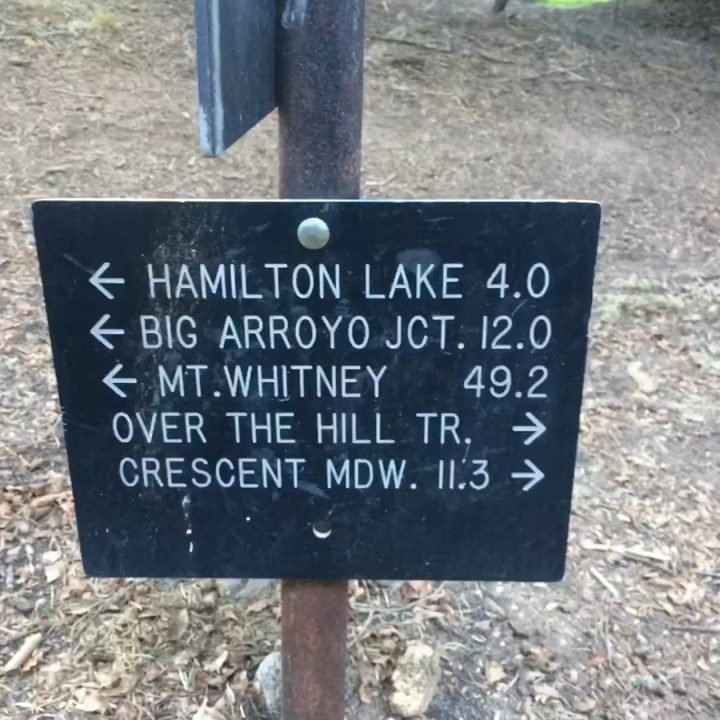 ← HAMILTON LAKE 4.0
← BIG ARROYO JCT. 12.0
← MT.WHITNEY 49.2
OVER THE HILL TR. →
CRESCENT MDW. 11.3 →